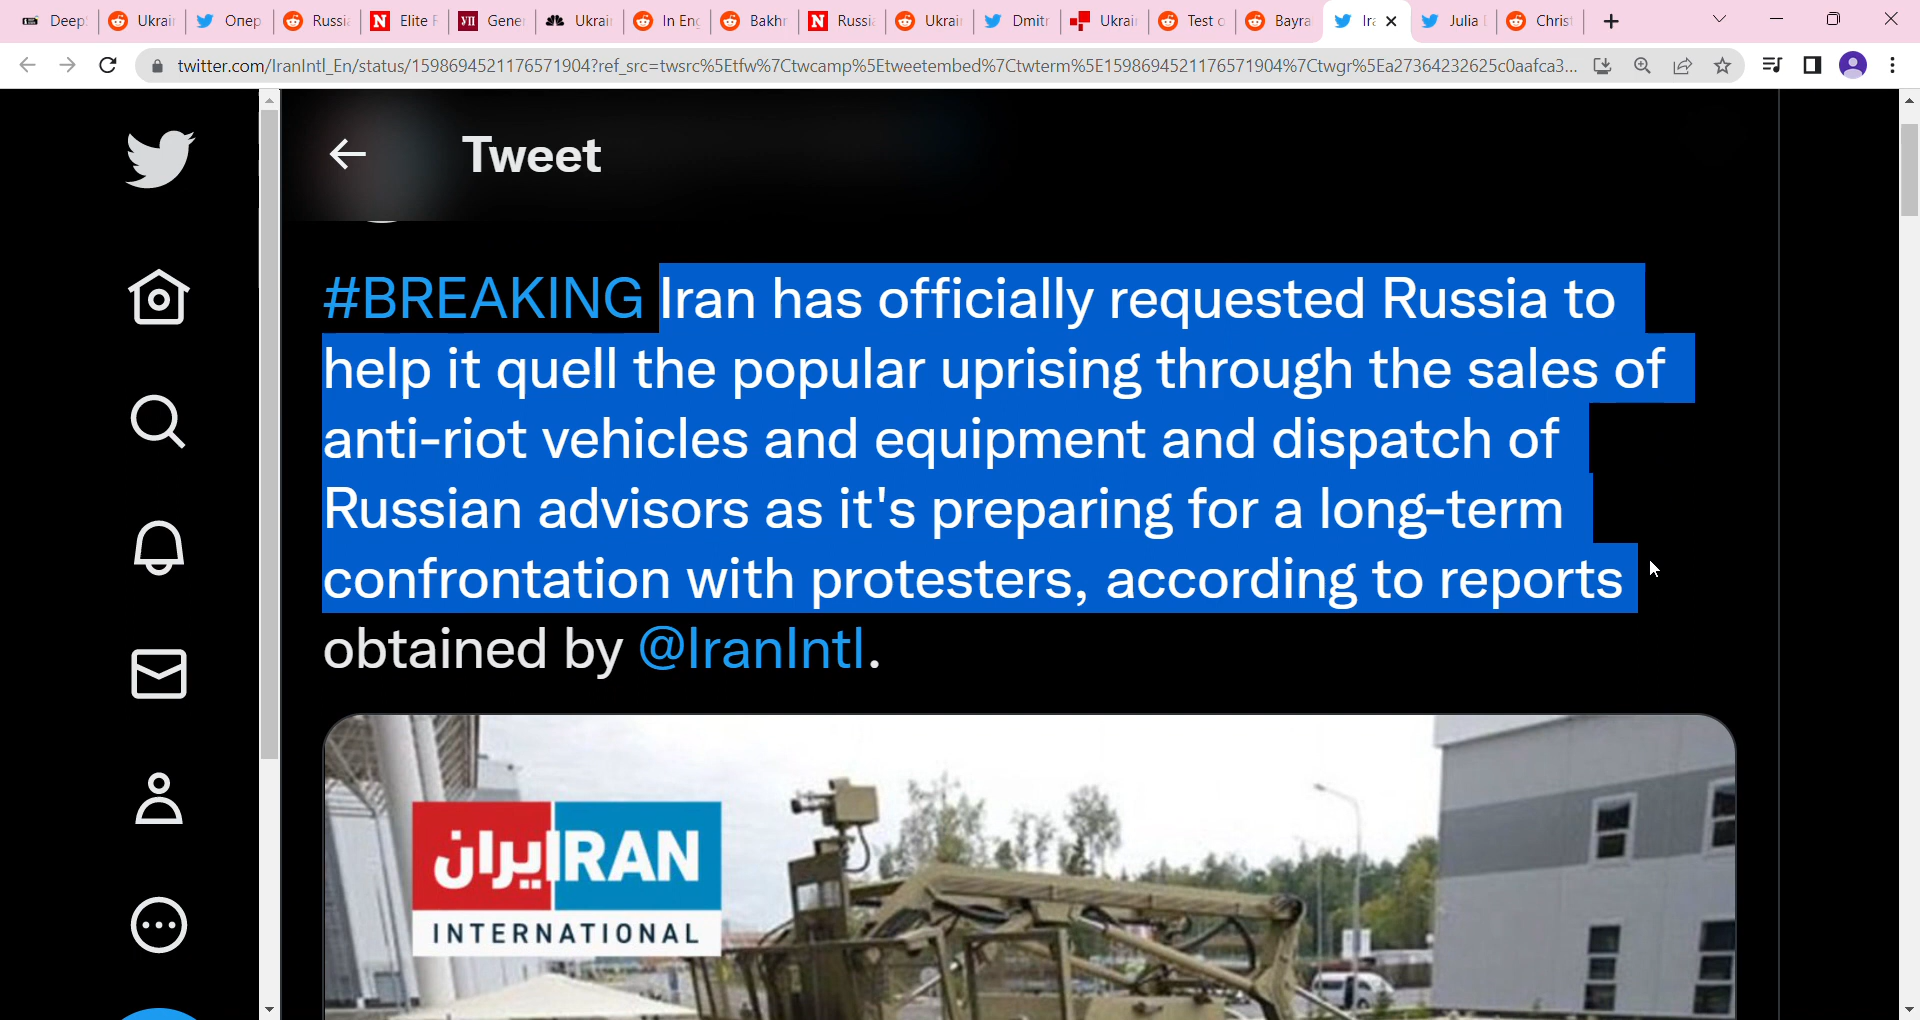 Deep
Ukrai
Опер
Russi
N Elite F
УП Gene
Ukrai
In Eng
Bakhr
N Russi
Ukrai
Dmitr
Ukrai
Test c
Bayra
Ira
Julia
Christ
twitter.com/IranIntl_En/status/1598694521176571904?ref_src=twsrc%5Etfw%7Ctwcamp%5Etweetembed%7Ctwterm%5E1598694521176571904%7Ctwgr%5Ea27364232625c0aafca3...
Tweet
#BREAKING Iran has officially requested Russia to
help it quell the popular uprising through the sales of
anti-riot vehicles and equipment and dispatch of
Russian advisors as it's preparing for a long-term
confrontation with protesters, according to reports
obtained by @IranIntl.
ایران IRAN
INTERNATIONAL